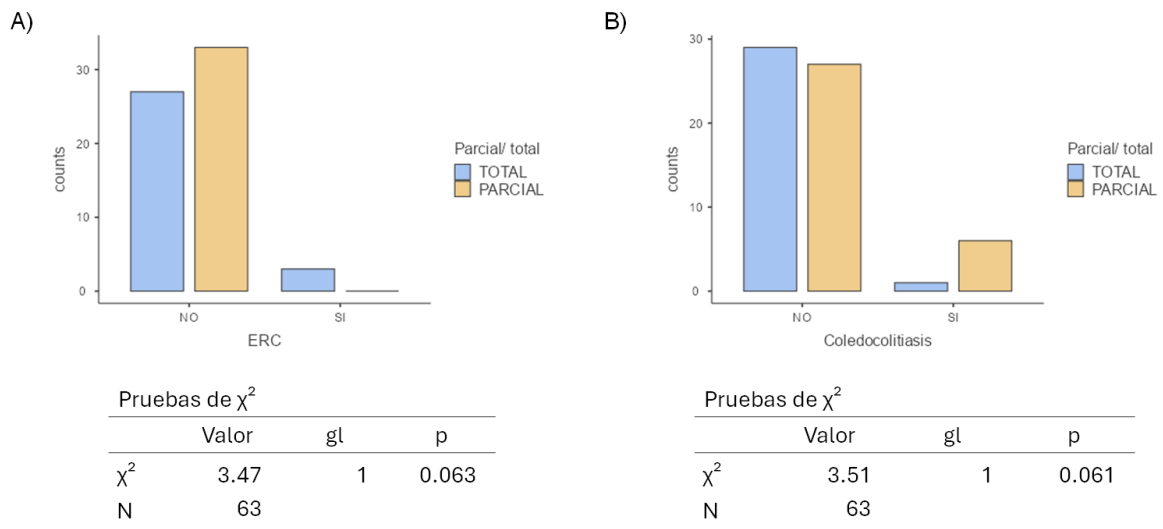 A)
30
20
10
0
counts
NO
SI
ERC
Parcial/ total
TOTAL
PARCIAL
Pruebas de χ²
Valor gl p
χ² 3.47 1 0.063
N 63
B)
30
20
10
0
counts
NO
SI
Coledocolitiasis
Parcial/ total
TOTAL
PARCIAL
Pruebas de χ²
Valor gl p
χ² 3.51 1 0.061
N 63